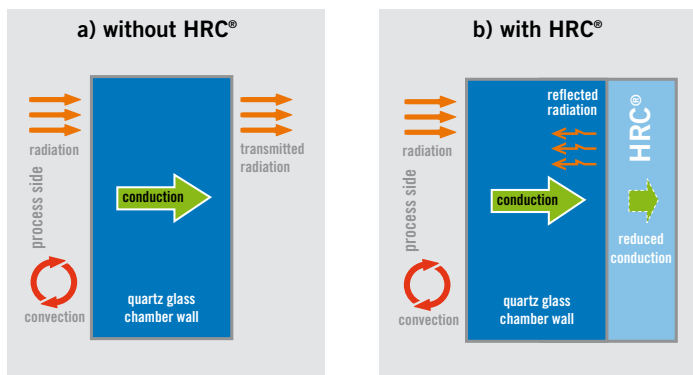 a) without HRC®
radiation
transmitted
radiation
process side
conduction
convection
quartz glass
chamber wall
b) with HRC®
reflected
radiation
HRC®
radiation
process side
conduction
reduced
conduction
convection
quartz glass
chamber wall